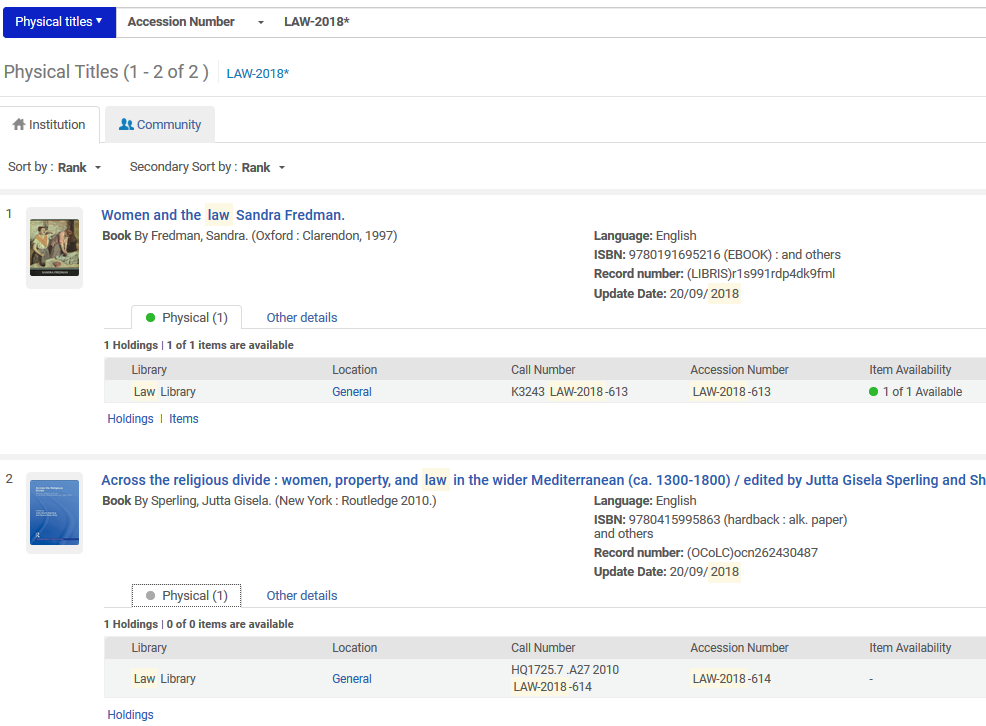 Physical titles Accession Number LAW-2018*
Physical Titles (1 - 2 of 2 ) LAW-2018*
Institution Community
Sort by : Rank Secondary Sort by : Rank
1
Women and the law Sandra Fredman.
Book By Fredman, Sandra. (Oxford : Clarendon, 1997)
Language: English
ISBN: 9780191695216 (EBOOK) : and others
Record number: (LIBRIS)r1s991rdp4dk9fml
Update Date: 20/09/ 2018
SANDRA FREDMAN
Physical (1) Other details
1 Holdings | 1 of 1 items are available
Library Location Call Number Accession Number Item Availability
Law Library General K3243 LAW-2018 -613 LAW-2018 -613 1 of 1 Available
Holdings | Items
2
Across the religious divide : women, property, and law in the wider Mediterranean (ca. 1300-1800) / edited by Jutta Gisela Sperling and Sh
Book By Sperling, Jutta Gisela. (New York : Routledge 2010.)
Language: English
ISBN: 9780415995863 (hardback : alk. paper)
and others
Record number: (OCoLC)ocn262430487
Update Date: 20/09/ 2018
Physical (1) Other details
1 Holdings | 0 of 0 items are available
Library Location Call Number Accession Number Item Availability
HQ1725.7 .A27 2010
Law Library General LAW-2018 -614 LAW-2018 -614 -
Holdings